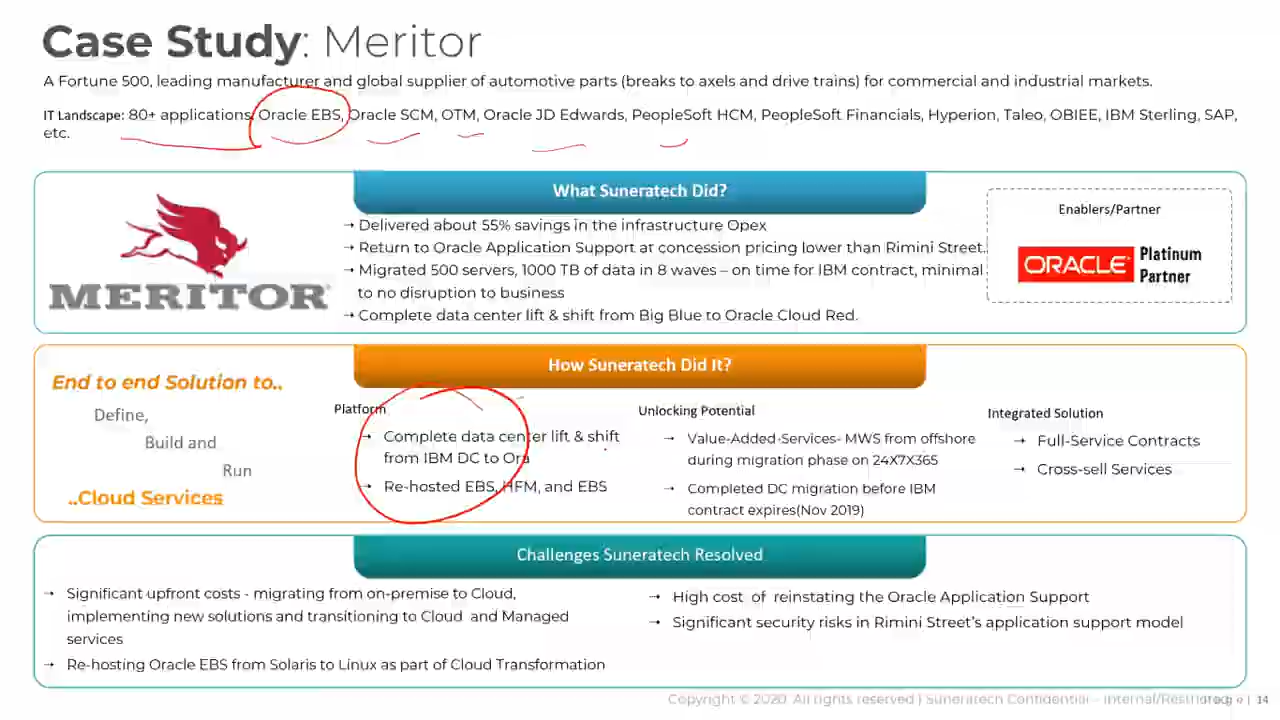 Case Study: Meritor
A Fortune 500, leading manufacturer and global supplier of automotive parts (breaks to axels and drive trains) for commercial and industrial markets.
IT Landscape: 80+ applications, Oracle EBS, Oracle SCM, OTM, Oracle JD Edwards, PeopleSoft HCM, PeopleSoft Financials, Hyperion, Taleo, OBIEE, IBM Sterling, SAP,
etc.
What Suneratech Did?
MERITOR
→ Delivered about 55% savings in the infrastructure Opex
→ Return to Oracle Application Support at concession pricing lower than Rimini Street.
→ Migrated 500 servers, 1000 TB of data in 8 waves – on time for IBM contract, minimal
to no disruption to business
→ Complete data center lift & shift from Big Blue to Oracle Cloud Red.
Enablers/Partner
ORACLE Platinum
Partner
How Suneratech Did It?
End to end Solution to..
Define,
Build and
Run
..Cloud Services
Platform
→ Complete data center lift & shift
from IBM DC to Ora
→ Re-hosted EBS, HFM, and EBS
Unlocking Potential
→ Value-Added-Services- MWS from offshore
during migration phase on 24X7X365
→ Completed DC migration before IBM
contract expires(Nov 2019)
Integrated Solution
→ Full-Service Contracts
→ Cross-sell Services
Challenges Suneratech Resolved
→ Significant upfront costs - migrating from on-premise to Cloud,
implementing new solutions and transitioning to Cloud and Managed
services
→ Re-hosting Oracle EBS from Solaris to Linux as part of Cloud Transformation
→ High cost of reinstating the Oracle Application Support
→ Significant security risks in Rimini Street's application support model
Copyright © 2020. All rights reserved | Suneratech Confidential – Internal/Restricted | 14